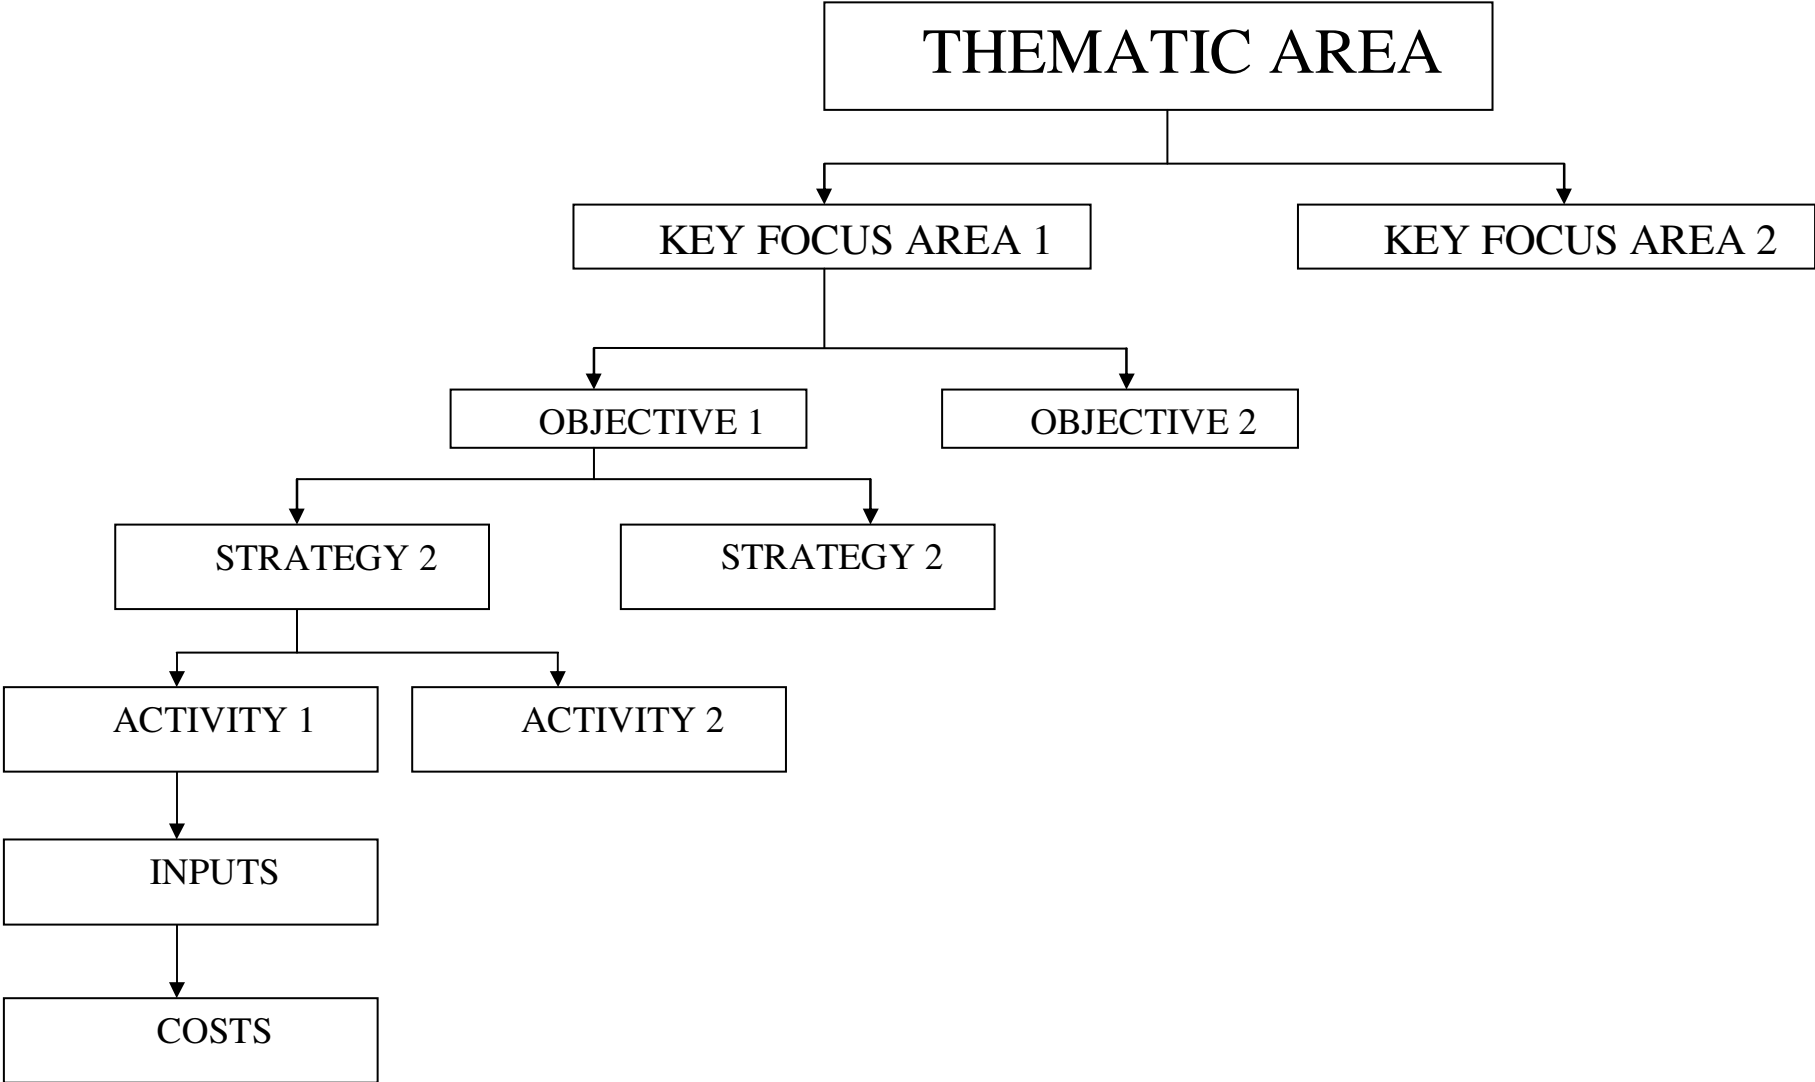 THEMATIC AREA
KEY FOCUS AREA 1
KEY FOCUS AREA 2
OBJECTIVE 1
OBJECTIVE 2
STRATEGY 2
STRATEGY 2
ACTIVITY 1
ACTIVITY 2
INPUTS
COSTS